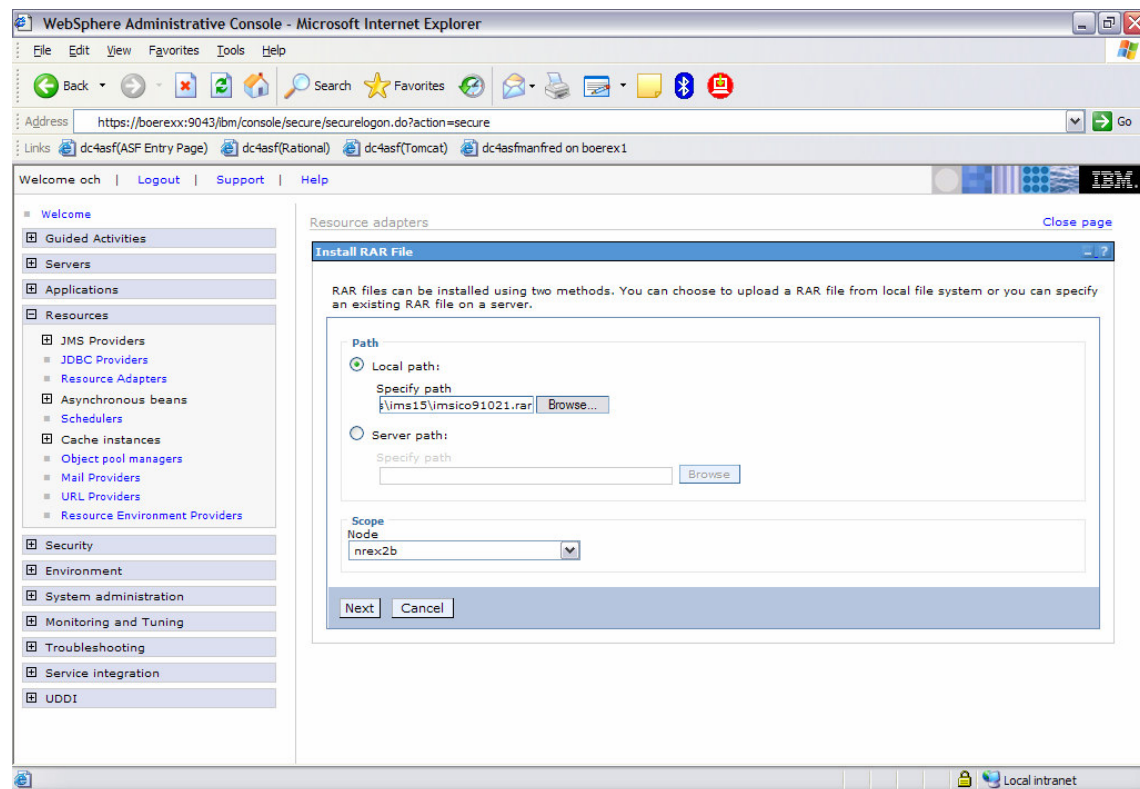 WebSphere Administrative Console - Microsoft Internet Explorer
File Edit View Favorites Tools Help
Back Search Favorites
Address https://boerexx:9043/ibm/console/secure/securelogon.do?action=secure Go
Links dc4asf(ASF Entry Page) dc4asf(Rational) dc4asf(Tomcat) dc4asfmanfred on boerex1
Welcome och | Logout | Support | Help IBM.
Welcome
Guided Activities
Servers
Applications
Resources
JMS Providers
JDBC Providers
Resource Adapters
Asynchronous beans
Schedulers
Cache instances
Object pool managers
Mail Providers
URL Providers
Resource Environment Providers
Security
Environment
System administration
Monitoring and Tuning
Troubleshooting
Service integration
UDDI
Resource adapters Close page
Install RAR File ?
RAR files can be installed using two methods. You can choose to upload a RAR file from local file system or you can specify
an existing RAR file on a server.
Path
Local path:
Specify path
s\ims15\imsico91021.rar Browse...
Server path:
Specify path
Browse
Scope
Node
nrex2b
Next Cancel
Local intranet